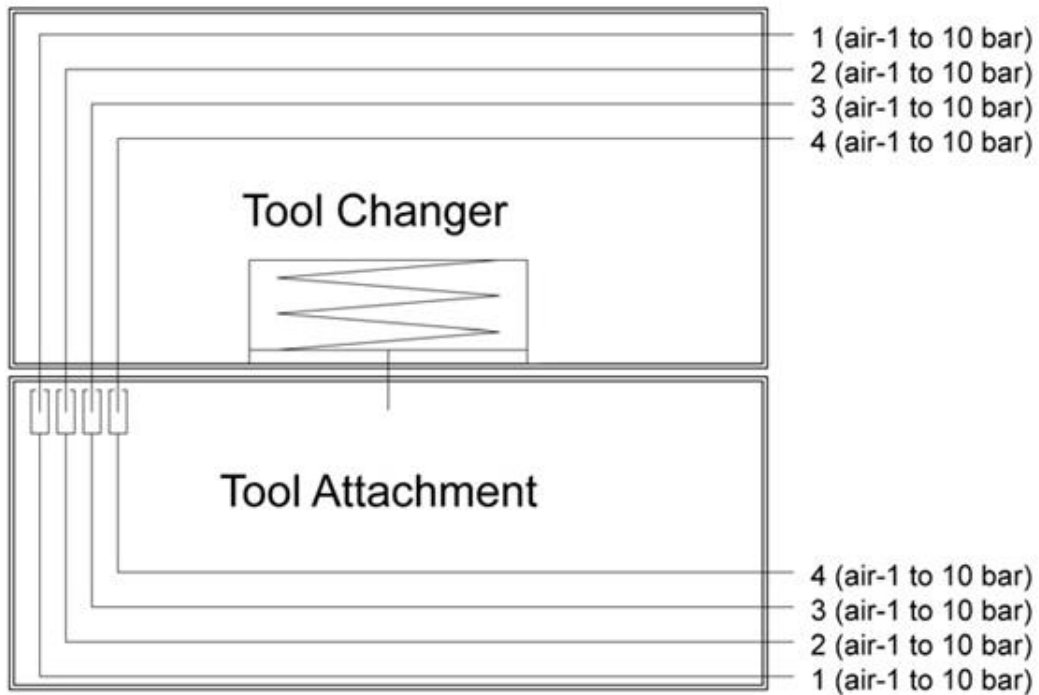 1 (air-1 to 10 bar)
2 (air-1 to 10 bar)
3 (air-1 to 10 bar)
4 (air-1 to 10 bar)
Tool Changer
Tool Attachment
4 (air-1 to 10 bar)
3 (air-1 to 10 bar)
2 (air-1 to 10 bar)
1 (air-1 to 10 bar)